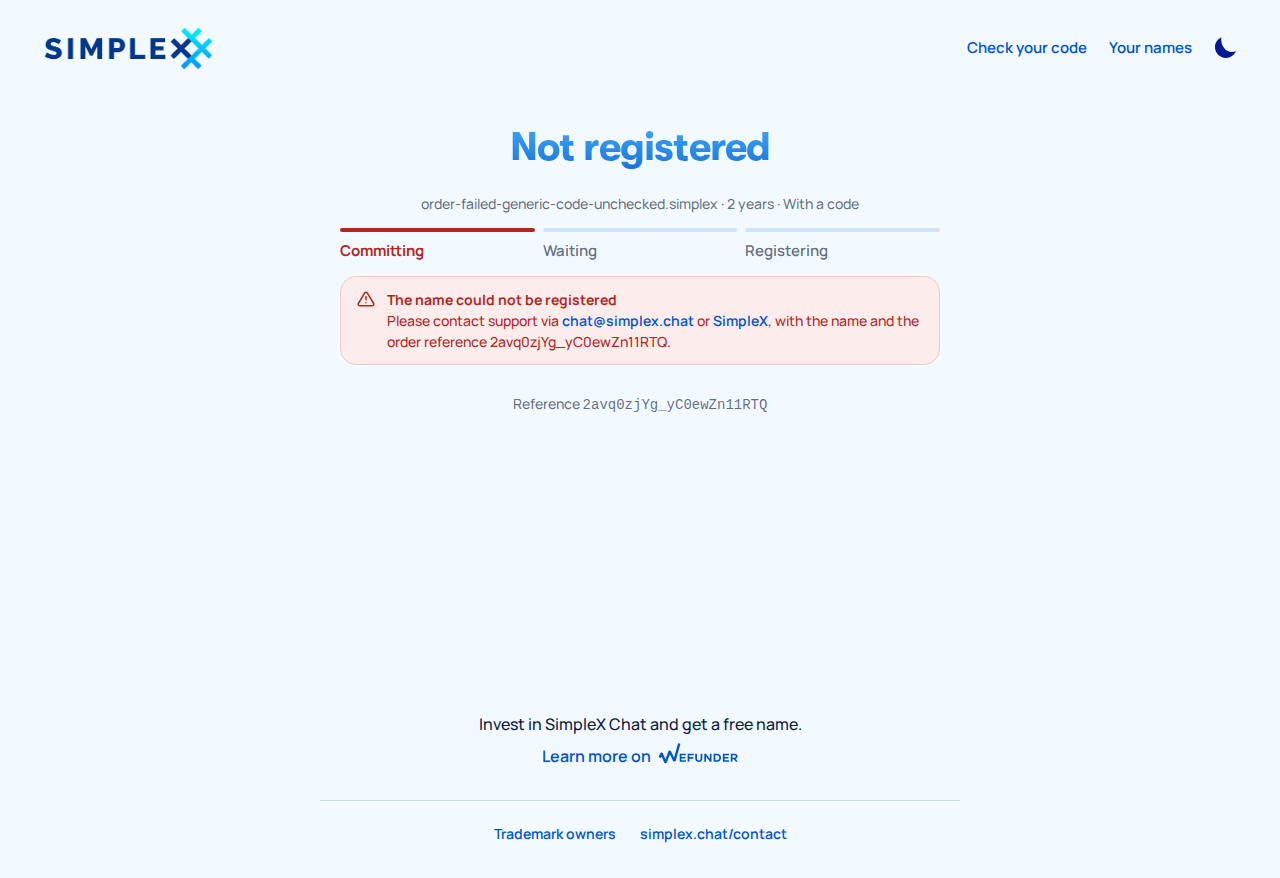 SIMPLEX
Check your code
Your names
Not registered
order-failed-generic-code-unchecked.simplex · 2 years · With a code
Committing
Waiting
Registering
The name could not be registered
Please contact support via chat@simplex.chat or SimpleX, with the name and the
order reference 2avq0zjYg_yC0ewZn11RTQ.
Reference 2avq0zjYg_yC0ewZn11RTQ
Invest in SimpleX Chat and get a free name.
Learn more on WEFUNDER
Trademark owners
simplex.chat/contact